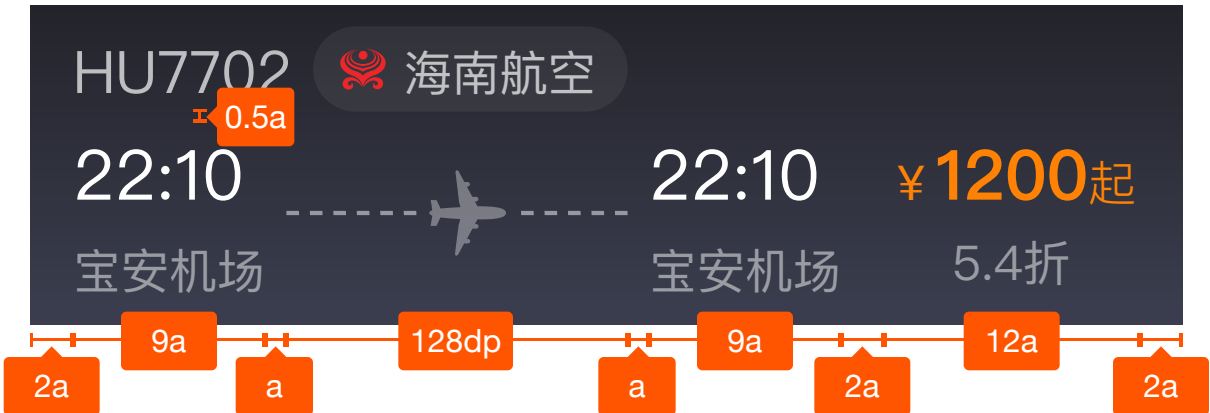 HU7702 海南航空
0.5a
22:10 22:10 ¥1200起
宝安机场 宝安机场 5.4折
9a 128dp 9a 12a
2a a a 2a 2a